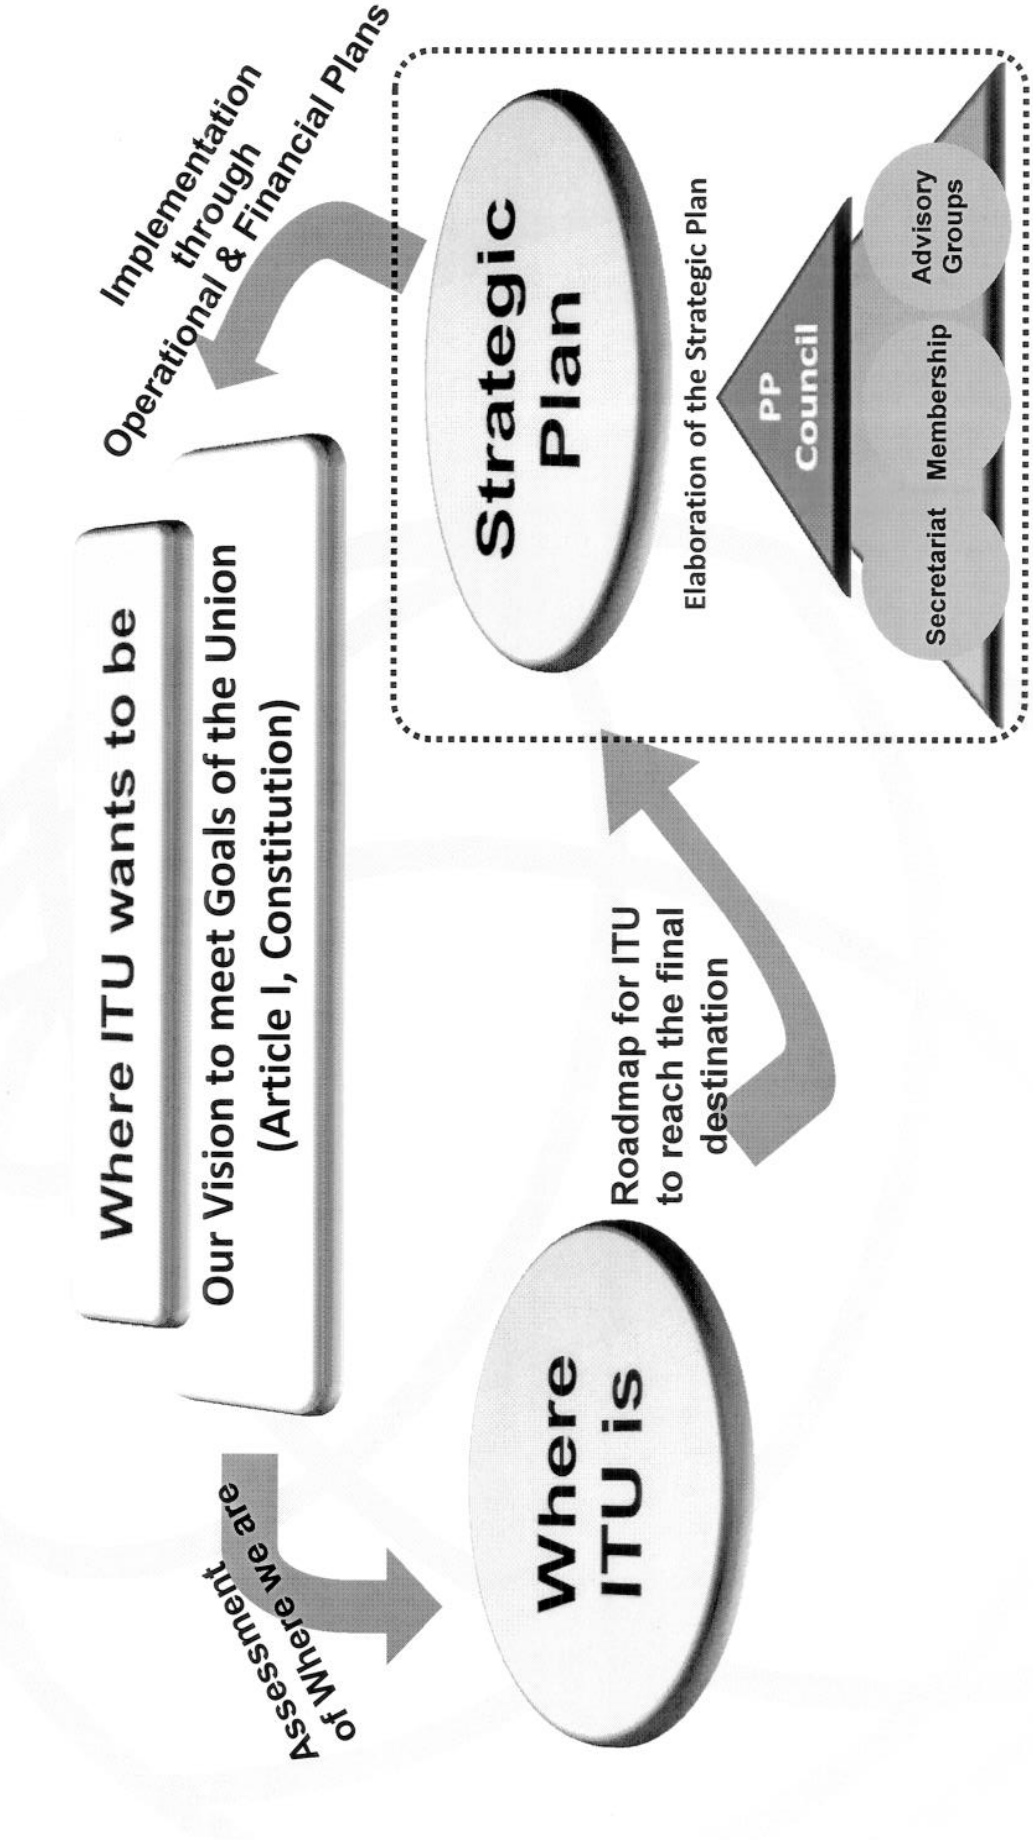 Where ITU wants to be
Our Vision to meet Goals of the Union
(Article I, Constitution)
Assessment
of Where we are
Implementation
through
Operational & Financial Plans
Where
ITU is
Roadmap for ITU
to reach the final
destination
Strategic
Plan
Elaboration of the Strategic Plan
PP
Council
Secretariat
Membership
Advisory
Groups